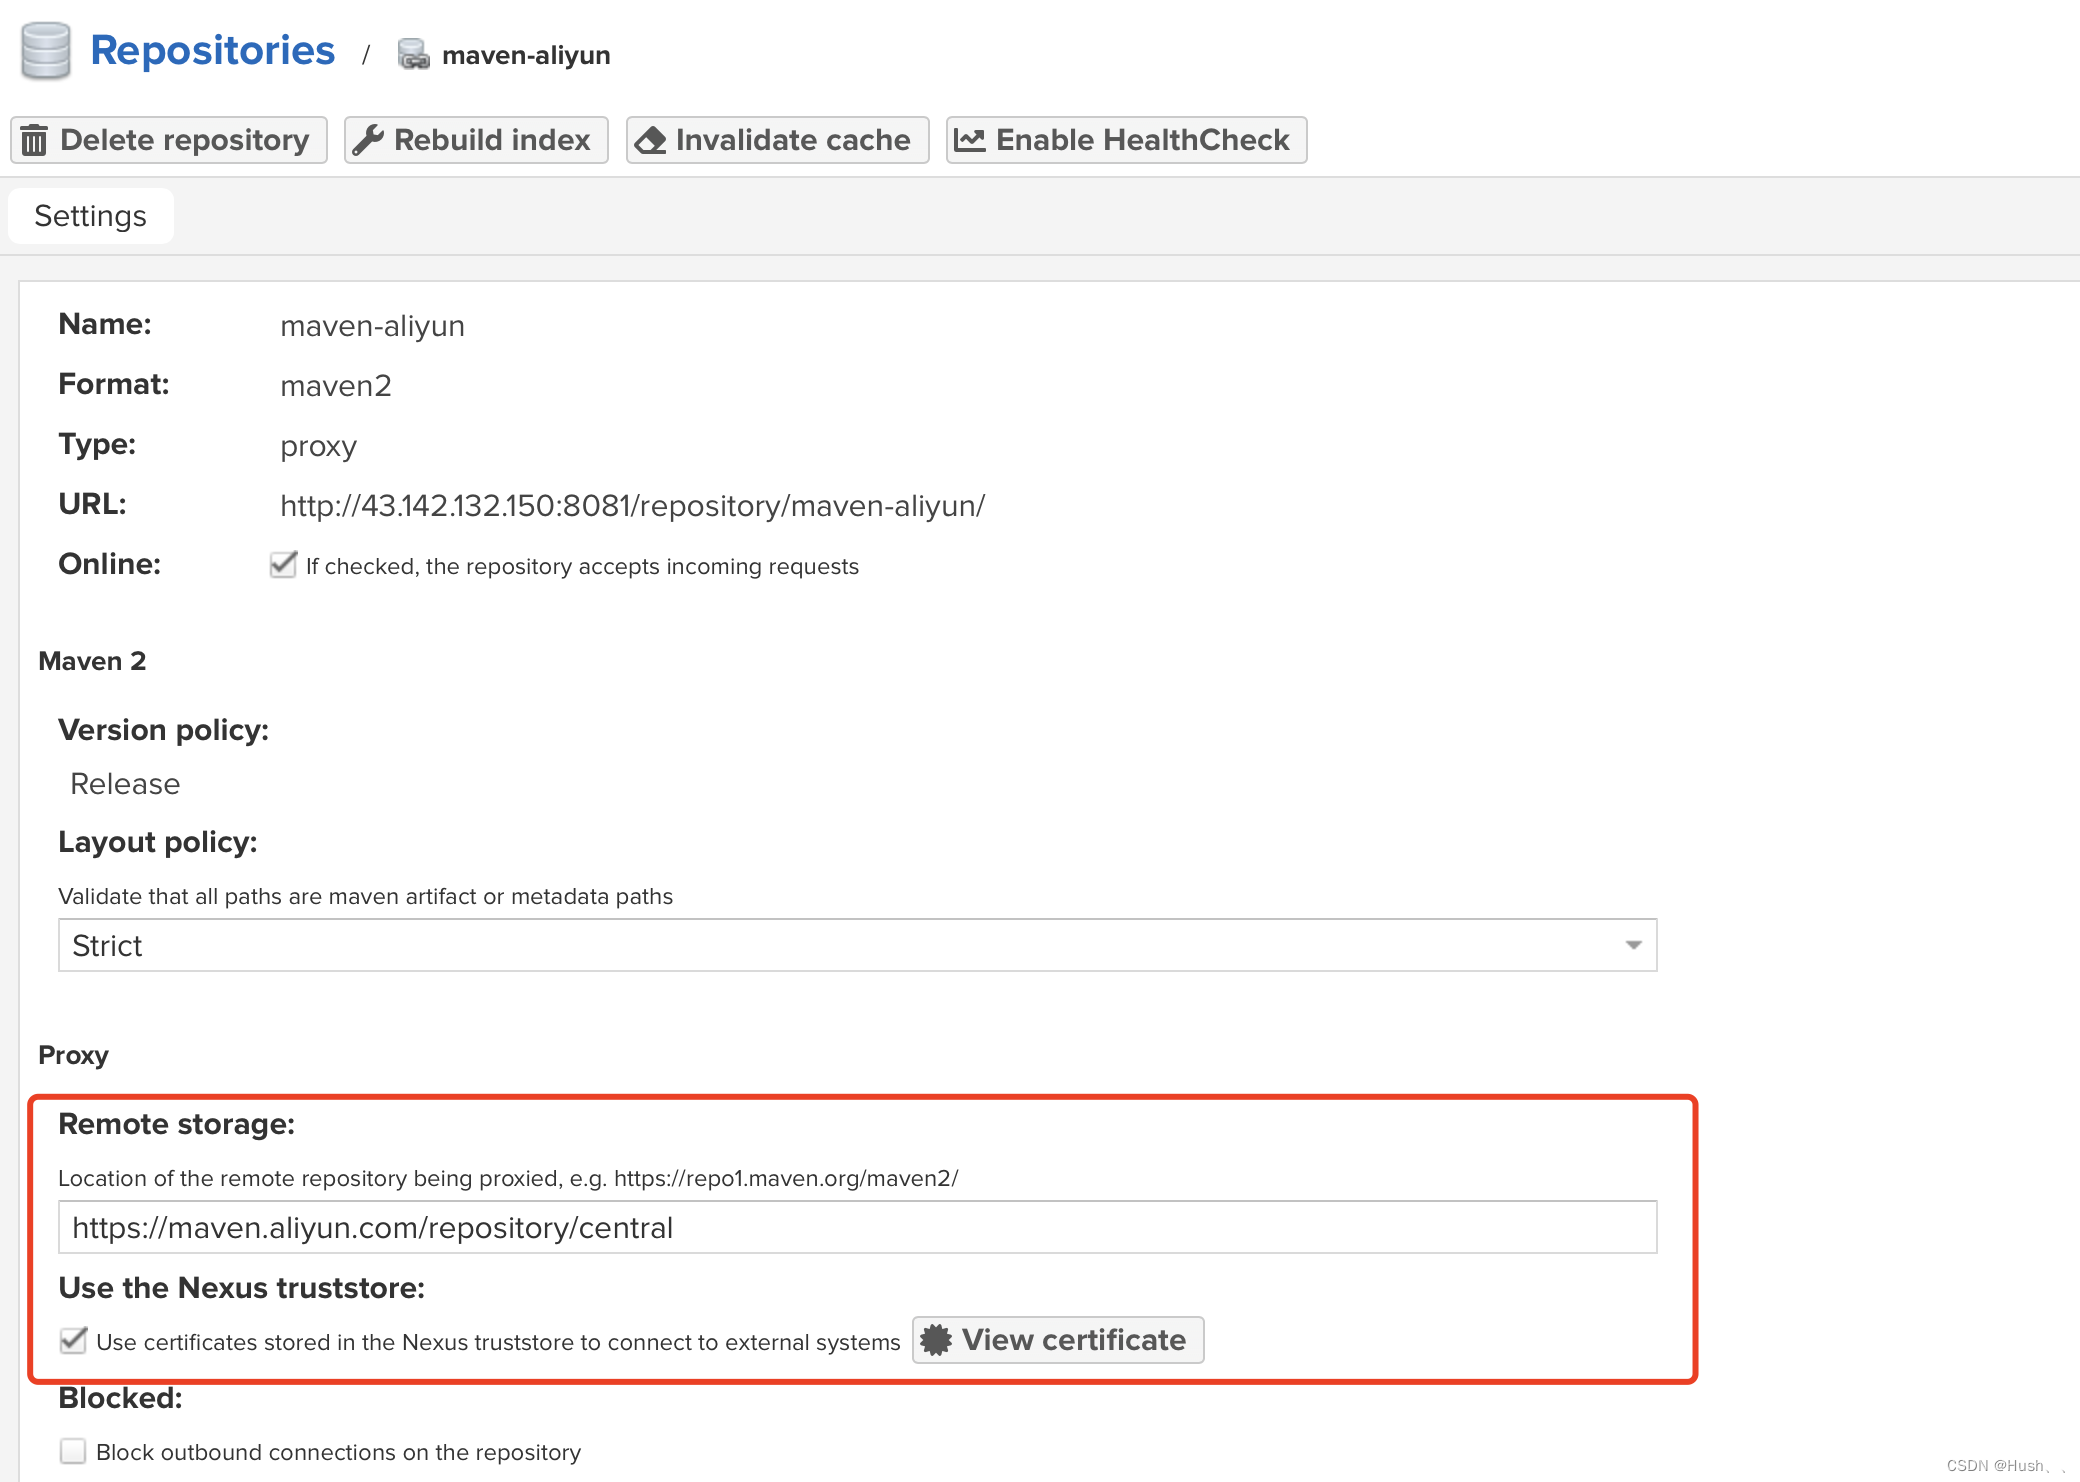 Repositories / maven-aliyun
Delete repository Rebuild index Invalidate cache Enable HealthCheck
Settings
Name: maven-aliyun
Format: maven2
Type: proxy
URL: http://43.142.132.150:8081/repository/maven-aliyun/
Online: If checked, the repository accepts incoming requests
Maven 2
Version policy:
Release
Layout policy:
Validate that all paths are maven artifact or metadata paths
Strict
Proxy
Remote storage:
Location of the remote repository being proxied, e.g. https://repo1.maven.org/maven2/
https://maven.aliyun.com/repository/central
Use the Nexus truststore:
Use certificates stored in the Nexus truststore to connect to external systems View certificate
Blocked:
Block outbound connections on the repository
CSDN @Hush、、